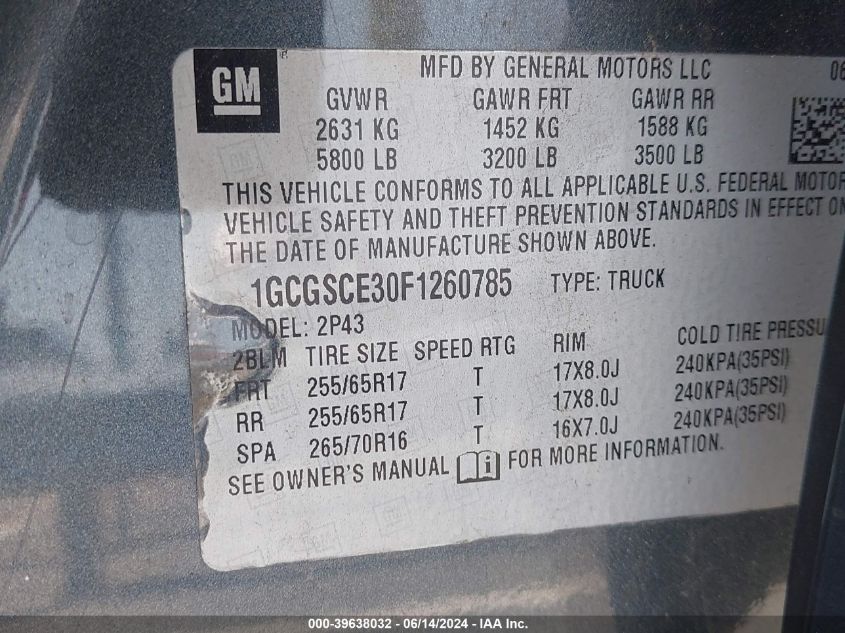 GM
MFD BY GENERAL MOTORS LLC 06
GVWR GAWR FRT GAWR RR
2631 KG 1452 KG 1588 KG
5800 LB 3200 LB 3500 LB
THIS VEHICLE CONFORMS TO ALL APPLICABLE U.S. FEDERAL MOTOR
VEHICLE SAFETY AND THEFT PREVENTION STANDARDS IN EFFECT ON
THE DATE OF MANUFACTURE SHOWN ABOVE.
1GCGSCE30F1260785 TYPE: TRUCK
MODEL: 2P43
2BLM TIRE SIZE SPEED RTG RIM COLD TIRE PRESSU
FRT 255/65R17 T 17X8.0J 240KPA(35PSI)
RR 255/65R17 T 17X8.0J 240KPA(35PSI)
SPA 265/70R16 T 16X7.0J 240KPA(35PSI)
SEE OWNER'S MANUAL FOR MORE INFORMATION.
000-39638032 - 06/14/2024 - IAA Inc.